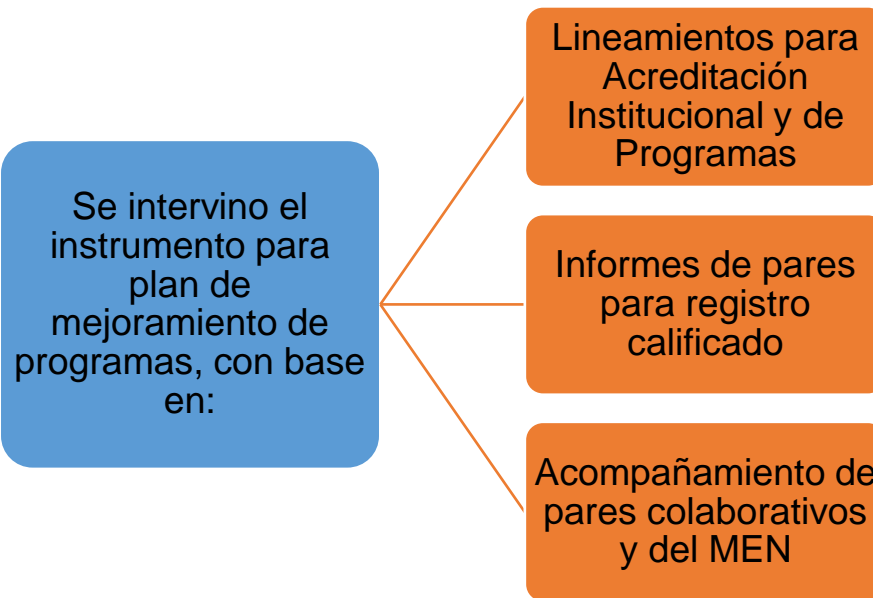 Se intervino el
instrumento para
plan de
mejoramiento de
programas, con base
en:
Lineamientos para
Acreditación
Institucional y de
Programas
Informes de pares
para registro
calificado
Acompañamiento de
pares colaborativos
y del MEN